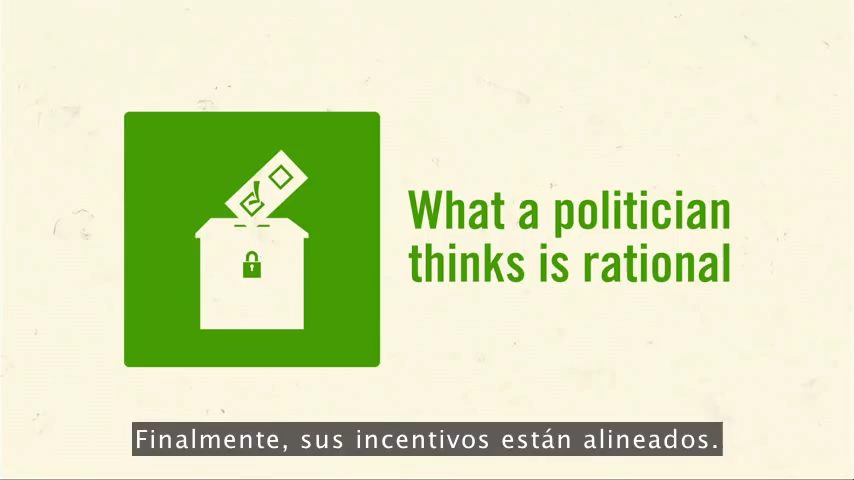 What a politician
thinks is rational
Finalmente, sus incentivos están alineados.